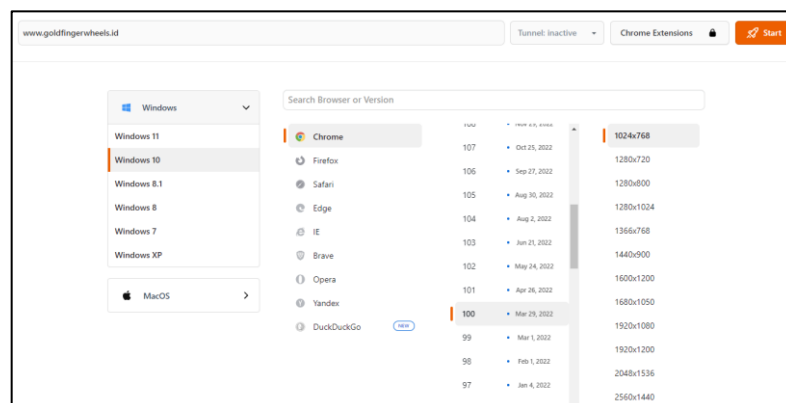 www.goldfingerwheels.id
Tunnel: inactive
Chrome Extensions
Start
Windows
Windows 11
Windows 10
Windows 8.1
Windows 8
Windows 7
Windows XP
MacOS
Search Browser or Version
Chrome
Firefox
Safari
Edge
IE
Brave
Opera
Yandex
DuckDuckGo NEW
107 • Oct 25, 2022
106 • Sep 27, 2022
105 • Aug 30, 2022
104 • Aug 2, 2022
103 • Jun 21, 2022
102 • May 24, 2022
101 • Apr 26, 2022
100 • Mar 29, 2022
99 • Mar 1, 2022
98 • Feb 1, 2022
97 • Jan 4, 2022
1024x768
1280x720
1280x800
1280x1024
1366x768
1440x900
1600x1200
1680x1050
1920x1080
1920x1200
2048x1536
2560x1440